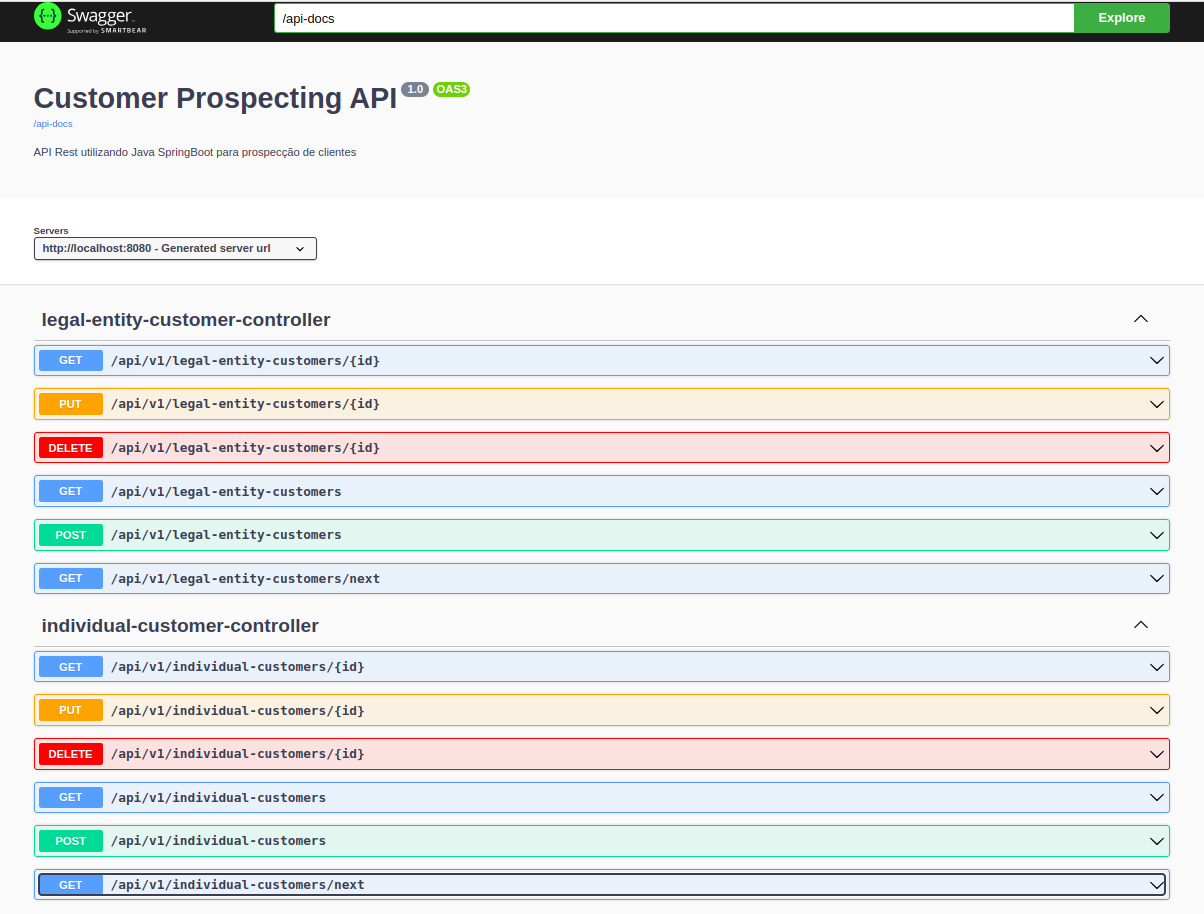 Swagger.
Supported by SMARTBEAR
/api-docs
Explore
Customer Prospecting API 1.0 OAS3
/api-docs
API Rest utilizando Java SpringBoot para prospecção de clientes
Servers
http://localhost:8080 - Generated server url
legal-entity-customer-controller
GET /api/v1/legal-entity-customers/{id}
PUT /api/v1/legal-entity-customers/{id}
DELETE /api/v1/legal-entity-customers/{id}
GET /api/v1/legal-entity-customers
POST /api/v1/legal-entity-customers
GET /api/v1/legal-entity-customers/next
individual-customer-controller
GET /api/v1/individual-customers/{id}
PUT /api/v1/individual-customers/{id}
DELETE /api/v1/individual-customers/{id}
GET /api/v1/individual-customers
POST /api/v1/individual-customers
GET /api/v1/individual-customers/next